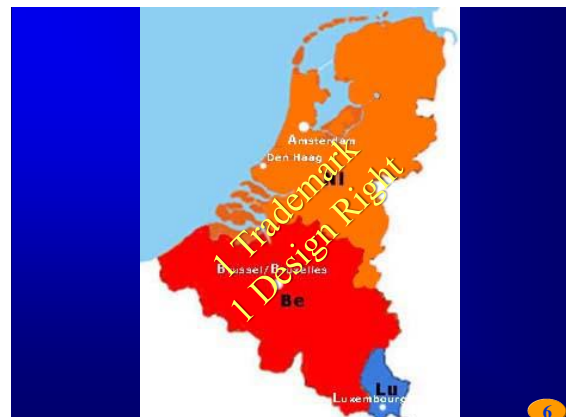 Amsterdam
Den Haag
Nl
1 Trademark
1 Design Right
Brussel/Bruxelles
Be
Lu
Luxembourg
6